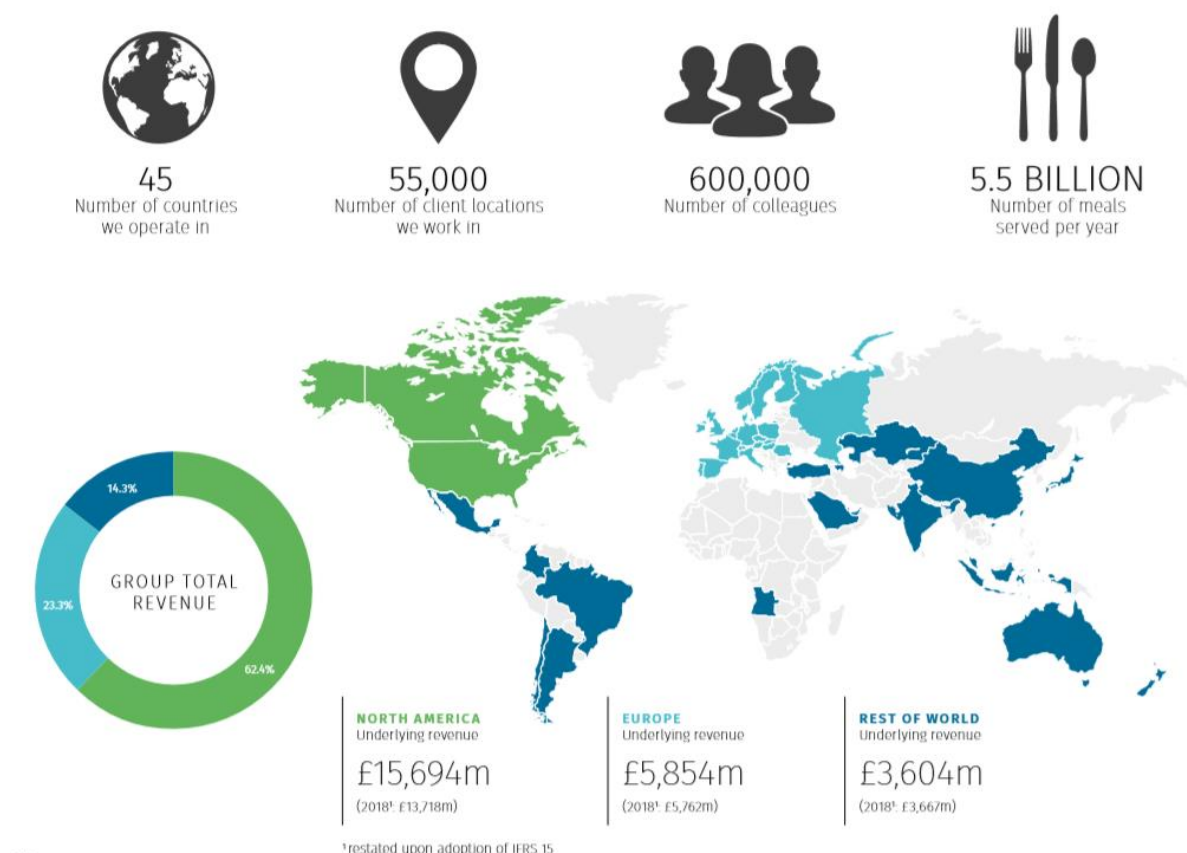 45
Number of countries
we operate in
55,000
Number of client locations
we work in
600,000
Number of colleagues
5.5 BILLION
Number of meals
served per year
14.3%
23.3%
62.4%
GROUP TOTAL
REVENUE
NORTH AMERICA
Underlying revenue
£15,694m
(2018¹: £13,718m)
EUROPE
Underlying revenue
£5,854m
(2018¹: £5,762m)
REST OF WORLD
Underlying revenue
£3,604m
(2018¹: £3,667m)
¹ restated upon adoption of IFRS 15